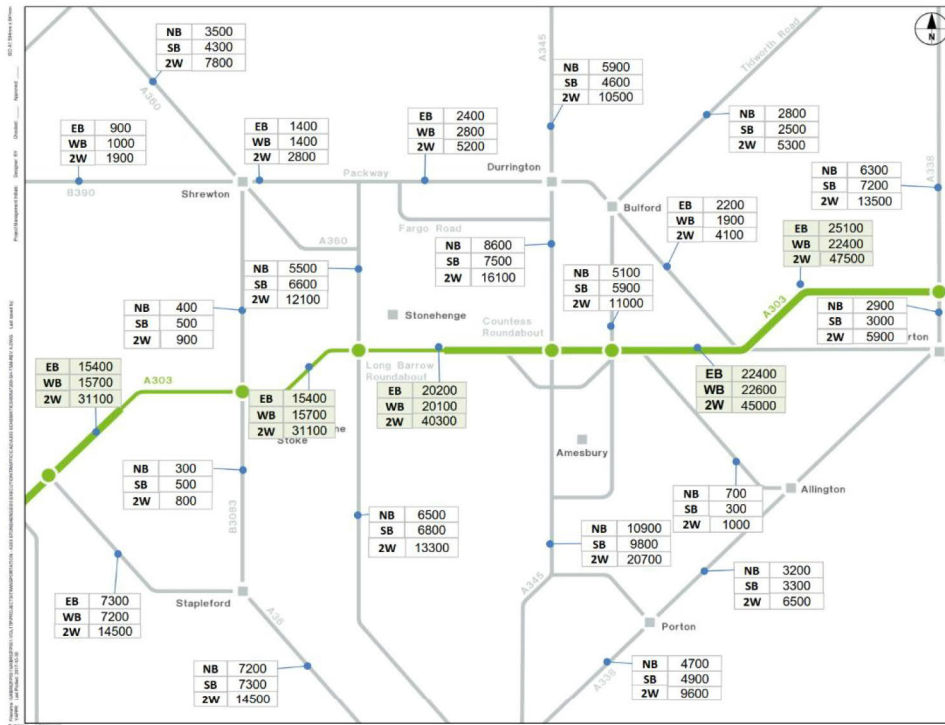 NB 3500
SB 4300
2W 7800
A360
EB 900
WB 1000
2W 1900
B390
Shrewton
EB 1400
WB 1400
2W 2800
Packway
EB 2400
WB 2800
2W 5200
A345
NB 5900
SB 4600
2W 10500
Durrington
Tidworth Road
N
NB 2800
SB 2500
2W 5300
NB 6300
SB 7200
2W 13500
A338
Bulford
Fargo Road
A360
EB 2200
WB 1900
2W 4100
EB 25100
WB 22400
2W 47500
NB 8600
SB 7500
2W 16100
NB 5500
SB 6600
2W 12100
NB 5100
SB 5900
2W 11000
NB 400
SB 500
2W 900
Stonehenge
Countess
Roundabout
A303
NB 2900
SB 3000
2W 5900
rton
EB 15400
WB 15700
2W 31100
A303
EB 15400
WB 15700
2W 31100
Stoke
Long Barrow
Roundabout
EB 20200
WB 20100
2W 40300
EB 22400
WB 22600
2W 45000
Amesbury
NB 300
SB 500
2W 800
B3083
NB 700
SB 300
2W 1000
Allington
NB 6500
SB 6800
2W 13300
NB 10900
SB 9800
2W 20700
A345
EB 7300
WB 7200
2W 14500
Stapleford
A36
NB 3200
SB 3300
2W 6500
Porton
NB 7200
SB 7300
2W 14500
A338
NB 4700
SB 4900
2W 9600